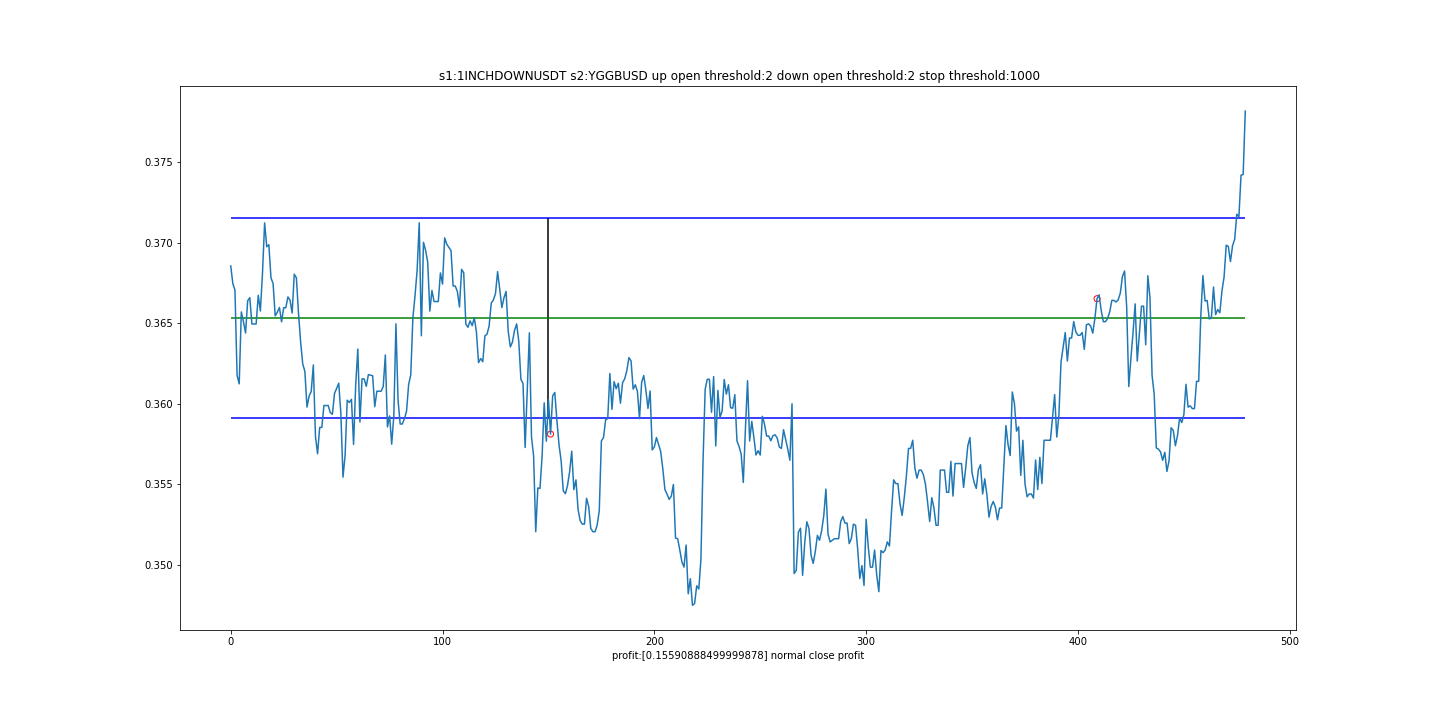 s1:1INCHDOWNUSDT s2:YGGBUSD up open threshold:2 down open threshold:2 stop threshold:1000
0.375
0.370
0.365
0.360
0.355
0.350
0 100 200 300 400 500
profit:[0.15590888499999878] normal close profit